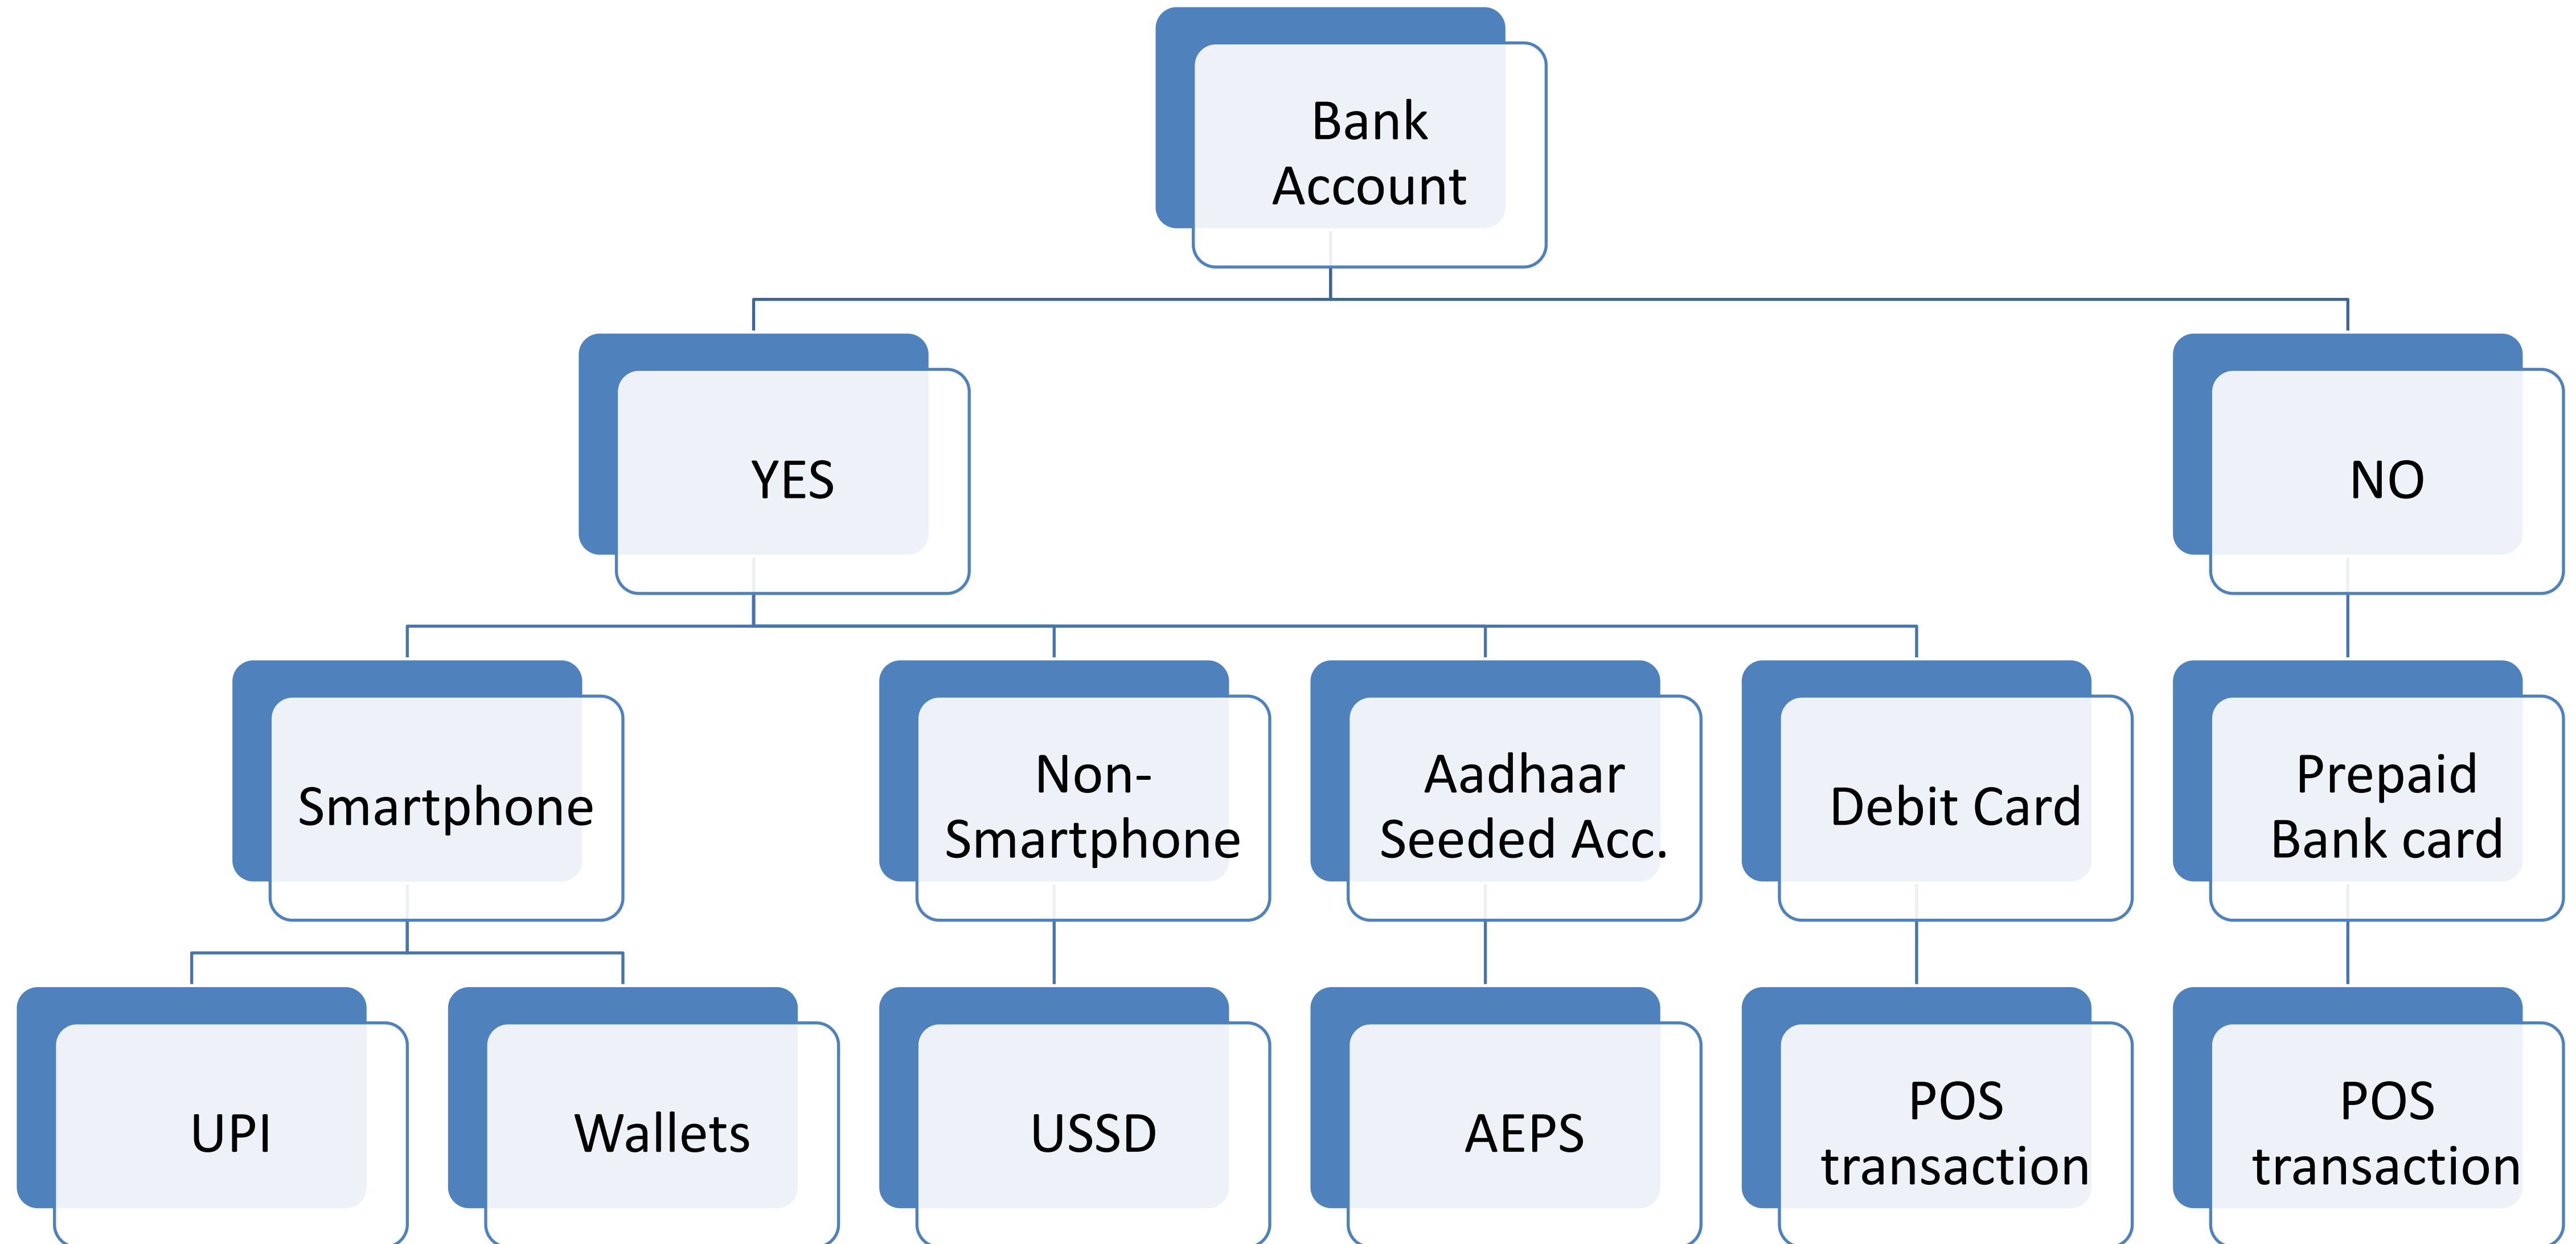 Bank
Account
YES
NO
Smartphone
Non-
Smartphone
Aadhaar
Seeded Acc.
Debit Card
Prepaid
Bank card
UPI
Wallets
USSD
AEPS
POS
transaction
POS
transaction